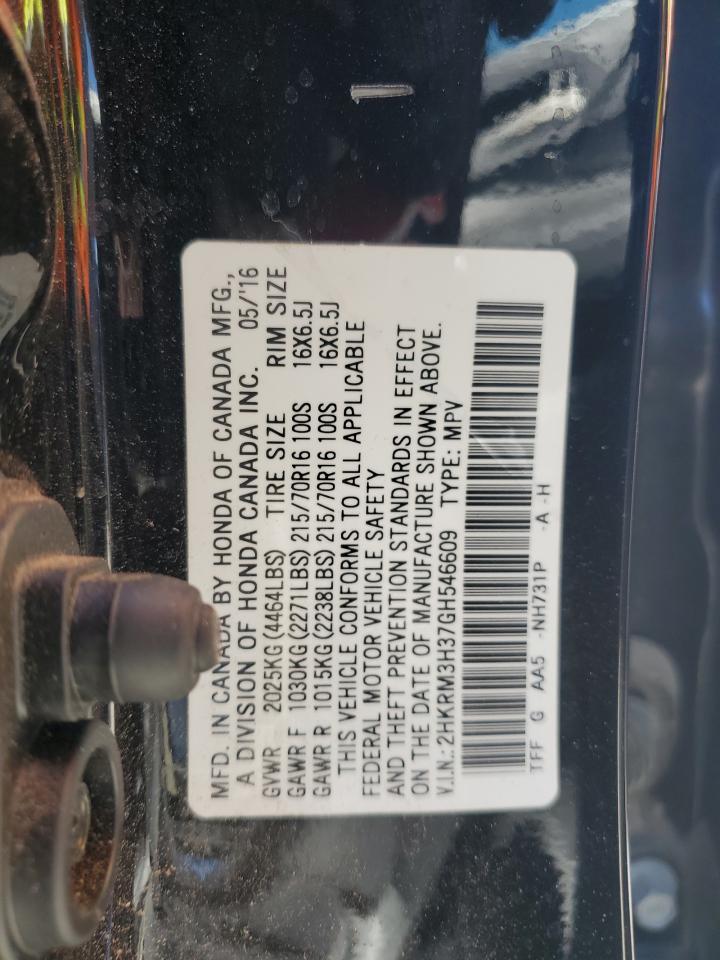 MFD. IN CANADA BY HONDA OF CANADA MFG.,
A DIVISION OF HONDA CANADA INC. 05/'16
GVWR 2025KG(4464LBS) TIRE SIZE RIM SIZE
GAWR F 1030KG(2271LBS) 215/70R16 100S 16X6.5J
GAWR R 1015KG(2238LBS) 215/70R16 100S 16X6.5J
THIS VEHICLE CONFORMS TO ALL APPLICABLE
FEDERAL MOTOR VEHICLE SAFETY
AND THEFT PREVENTION STANDARDS IN EFFECT
ON THE DATE OF MANUFACTURE SHOWN ABOVE.
V.I.N.:2HKRM3H37GH546609 TYPE: MPV
TFF G AA5 -NH731P -A -H